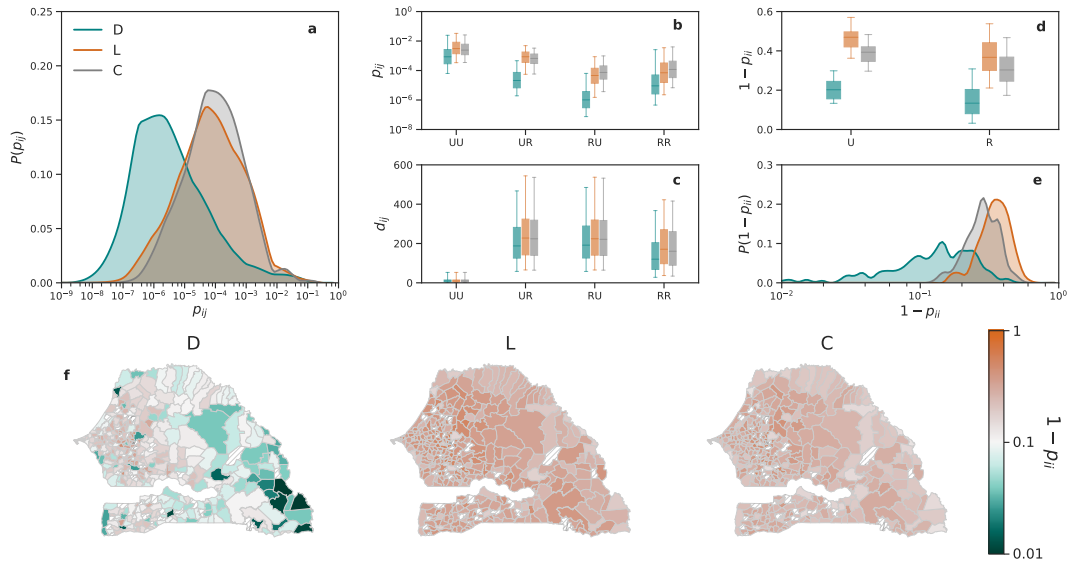 a
D
L
C
P(p_ij)
0.25
0.20
0.15
0.10
0.05
0.00
10^−9 10^−8 10^−7 10^−6 10^−5 10^−4 10^−3 10^−2 10^−1 10^0
p_ij
b
p_ij
10^0
10^−2
10^−4
10^−6
10^−8
UU UR RU RR
c
d_ij
600
400
200
0
UU UR RU RR
d
1 − p_ii
0.6
0.4
0.2
0.0
U R
e
P(1 − p_ii)
0.3
0.2
0.1
0.0
10^−2 10^−1 10^0
1 − p_ii
f
D L C
1
0.1
0.01
1 − p_ii